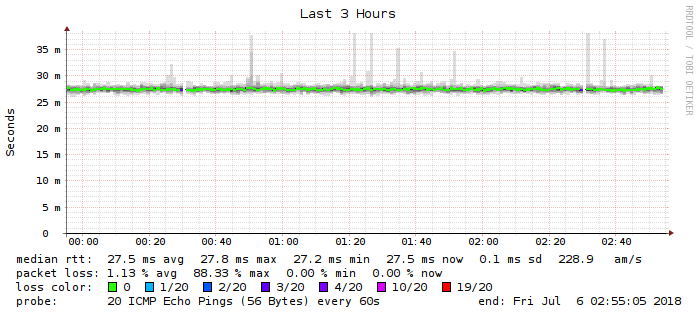 Last 3 Hours
RRDTOOL / TOBI OETIKER
Seconds
35 m
30 m
25 m
20 m
15 m
10 m
5 m
0
00:00 00:20 00:40 01:00 01:20 01:40 02:00 02:20 02:40
median rtt: 27.5 ms avg 27.8 ms max 27.2 ms min 27.5 ms now 0.1 ms sd 228.9 am/s
packet loss: 1.13 % avg 88.33 % max 0.00 % min 0.00 % now
loss color: 0 1/20 2/20 3/20 4/20 10/20 19/20
probe: 20 ICMP Echo Pings (56 Bytes) every 60s end: Fri Jul 6 02:55:05 2018